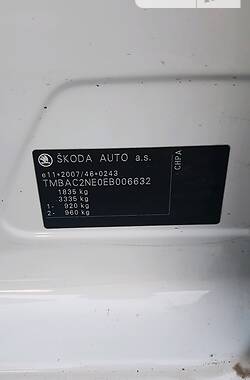 ŠKODA AUTO a.s.
e11*2007/46*0243
TMBAC2NE0EB006632
1835 kg
3335 kg
1- 920 kg
2- 960 kg
CHPA